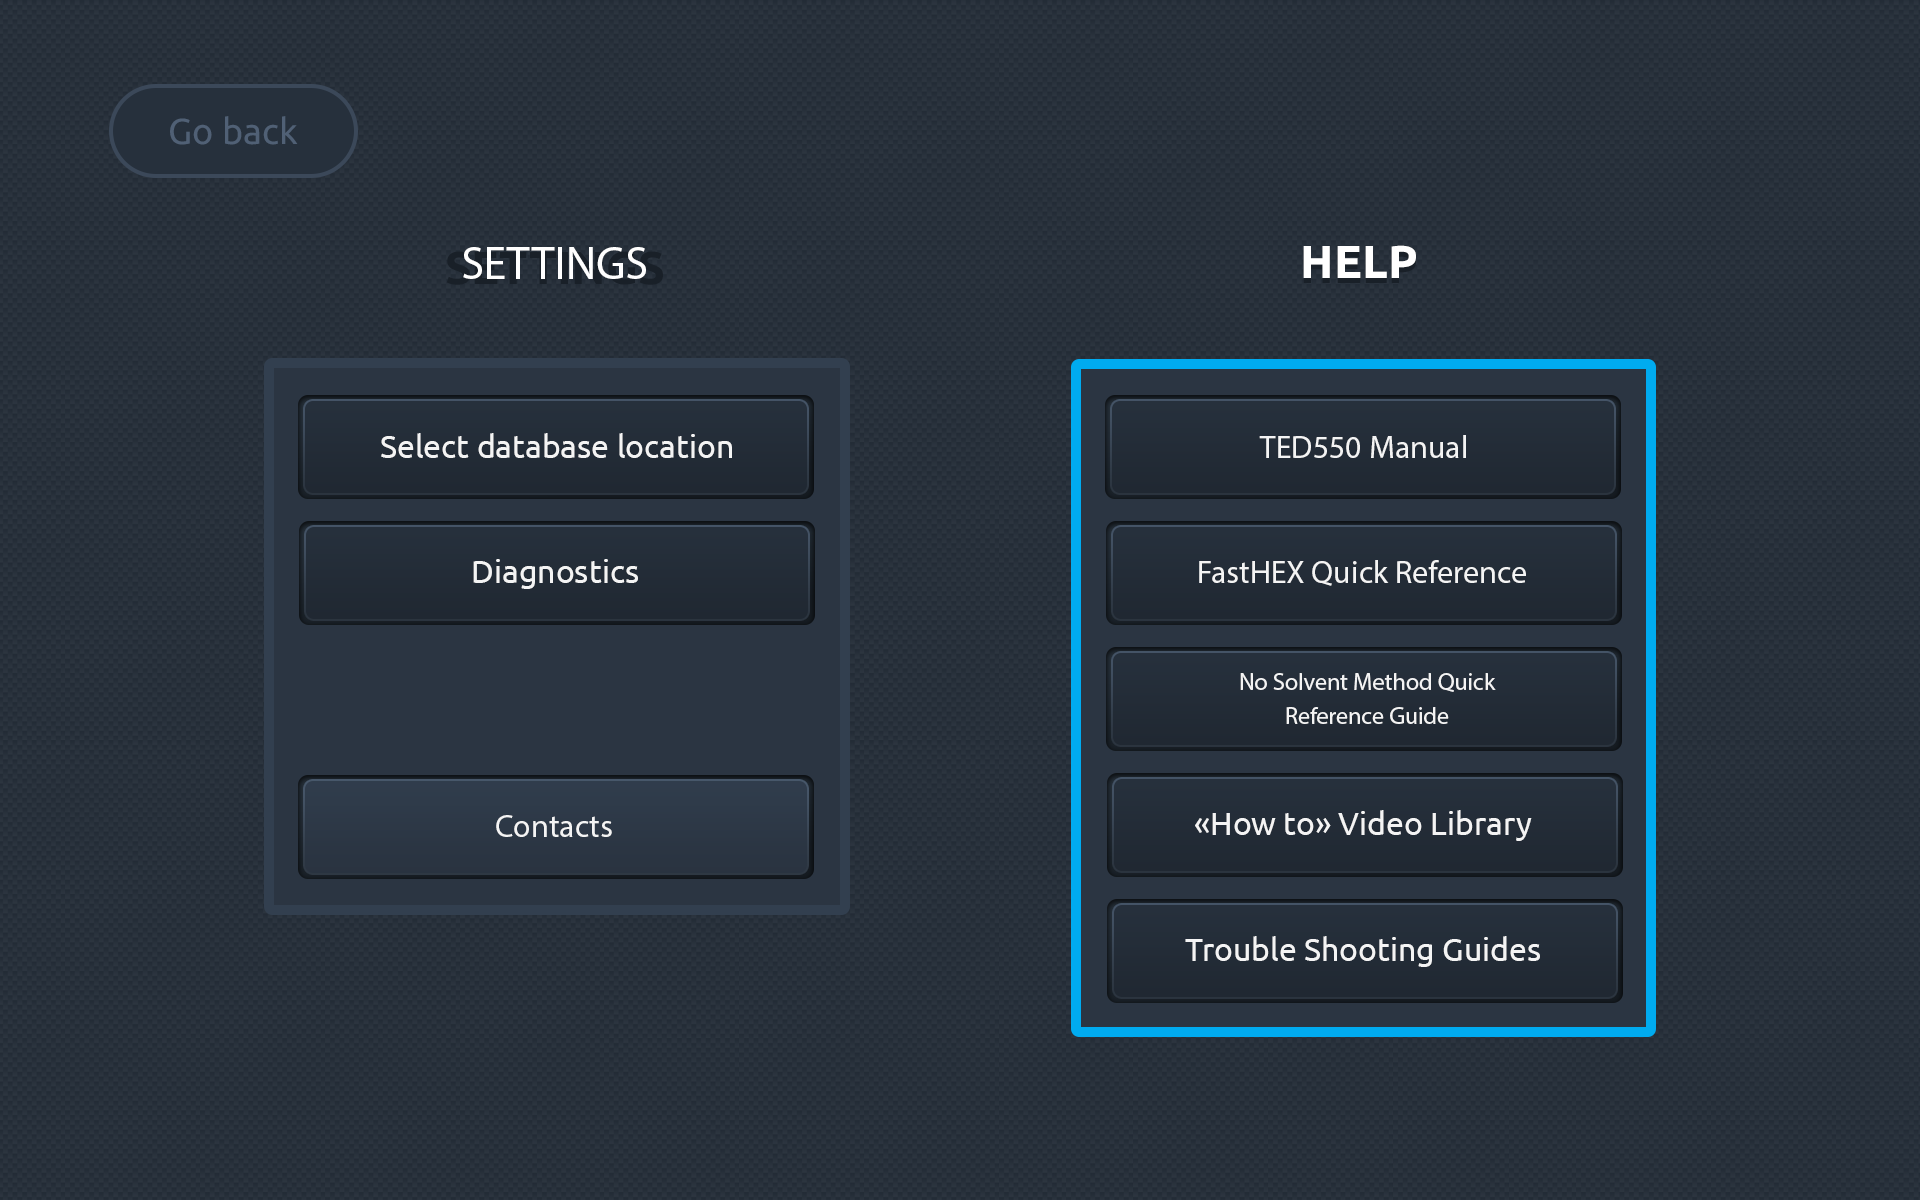 Go back
SETTINGS
Select database location
Diagnostics
Contacts
HELP
TED550 Manual
FastHEX Quick Reference
No Solvent Method Quick
Reference Guide
«How to» Video Library
Trouble Shooting Guides